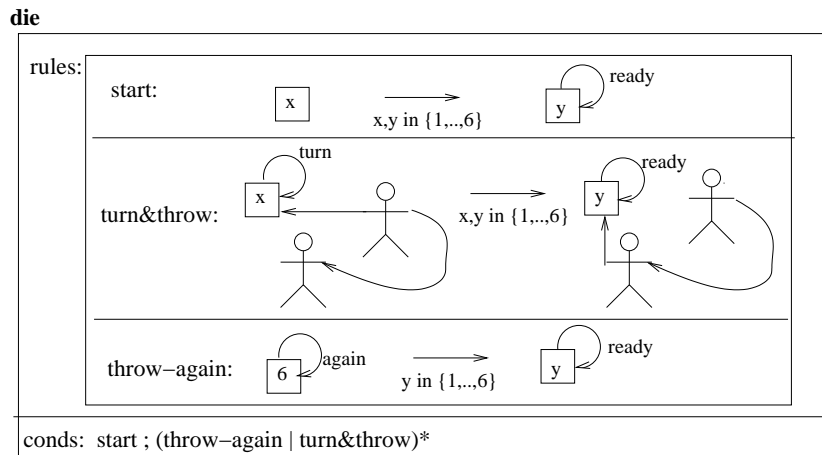 die
rules:
start:
x
x,y in {1,..,6}
y
ready
turn&throw:
turn
x
x,y in {1,..,6}
ready
y
throw−again:
6
again
y in {1,..,6}
y
ready
conds: start ; (throw−again | turn&throw)*